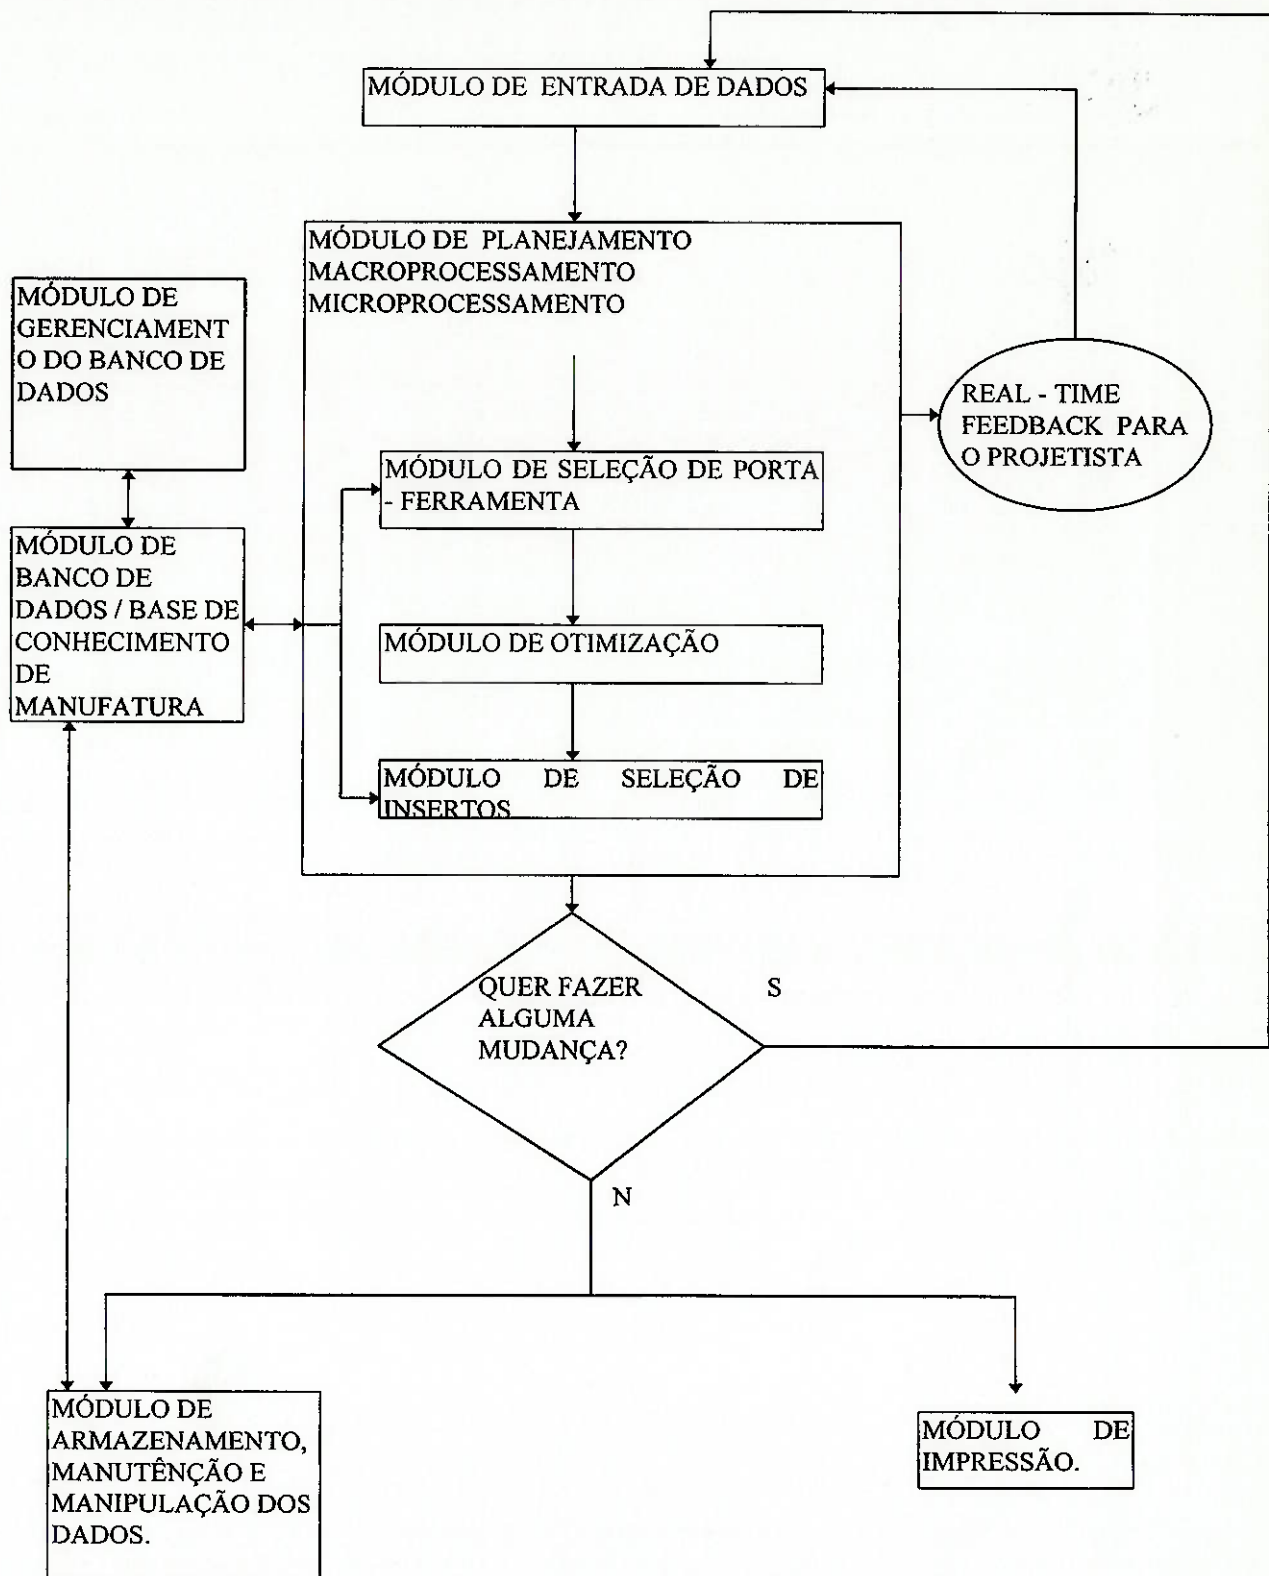 MÓDULO DE ENTRADA DE DADOS
MÓDULO DE PLANEJAMENTO
MACROPROCESSAMENTO
MICROPROCESSAMENTO
MÓDULO DE
GERENCIAMENT
O DO BANCO DE
DADOS
REAL - TIME
FEEDBACK PARA
O PROJETISTA
MÓDULO DE SELEÇÃO DE PORTA
- FERRAMENTA
MÓDULO DE
BANCO DE
DADOS / BASE DE
CONHECIMENTO
DE
MANUFATURA
MÓDULO DE OTIMIZAÇÃO
MÓDULO DE SELEÇÃO DE
INSERTOS
QUER FAZER
ALGUMA
MUDANÇA?
S
N
MÓDULO DE
ARMAZENAMENTO,
MANUTÊNÇÃO E
MANIPULAÇÃO DOS
DADOS.
MÓDULO DE
IMPRESSÃO.